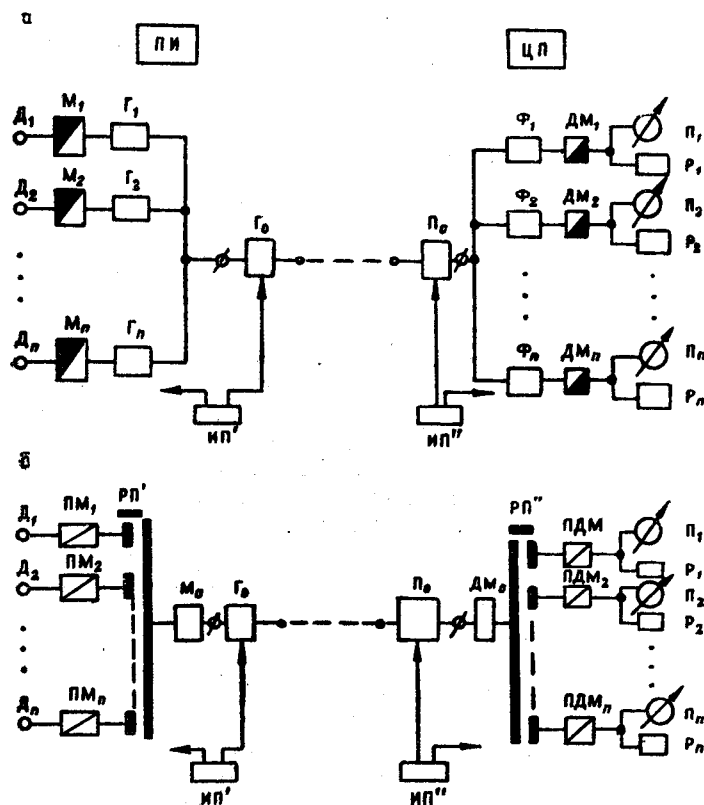 а
ПИ ЦП
Д1 М1 Г1 Ф1 ДМ1 П1
Р1
Д2 М2 Г2 Ф2 ДМ2 П3
Р2
Г0 П0
Дn Мn Гn Фn ДМn Пn
Рn
ИП′ ИП″
б
РП′ РП″
Д1 ПМ1 ПДМ П1
Р1
Д2 ПМ2 ПДМ2 П2
Р2
М0 Г0 П0 ДМ0
Дn ПМn ПДМn Пn
Рn
ИП′ ИП″